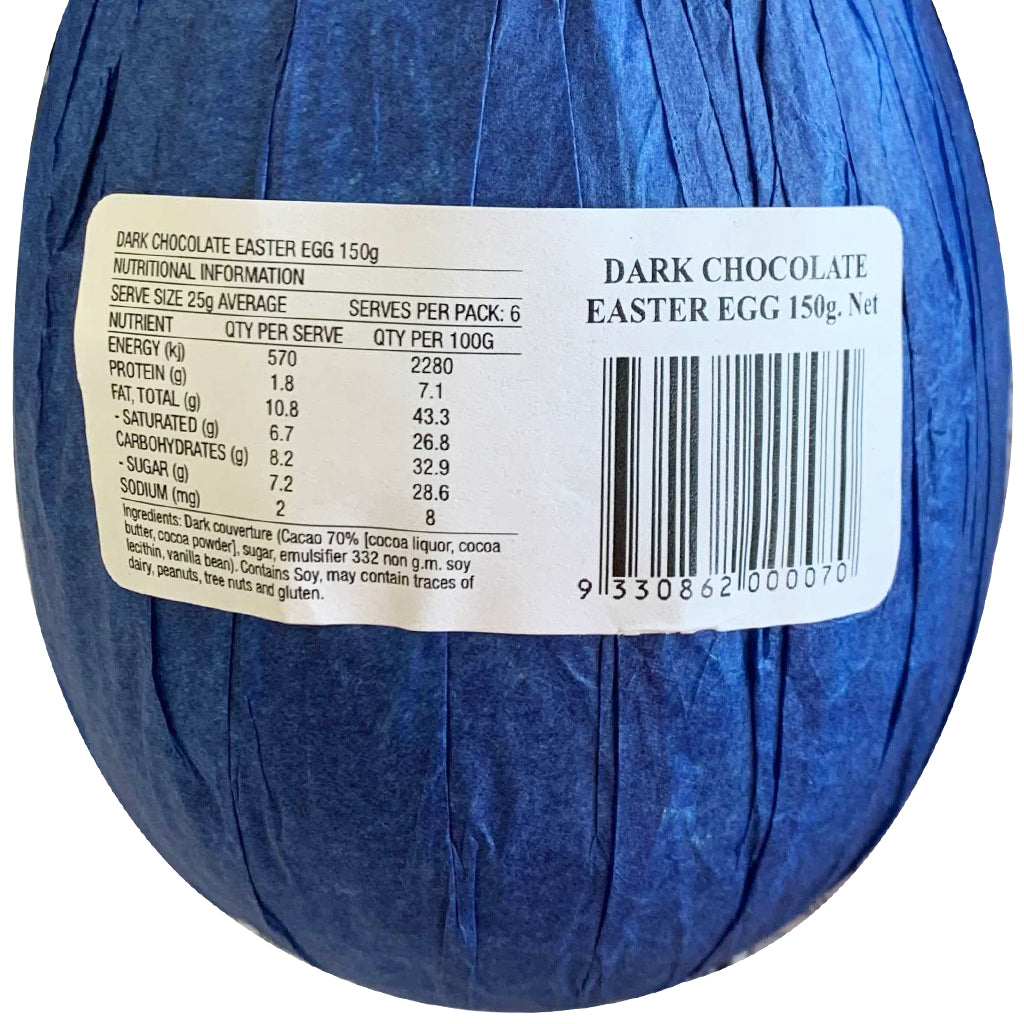 DARK CHOCOLATE EASTER EGG 150g
NUTRITIONAL INFORMATION
SERVE SIZE 25g AVERAGE SERVES PER PACK: 6
NUTRIENT QTY PER SERVE QTY PER 100G
ENERGY (kj) 570 2280
PROTEIN (g) 1.8 7.1
FAT, TOTAL (g) 10.8 43.3
- SATURATED (g) 6.7 26.8
CARBOHYDRATES (g) 8.2 32.9
- SUGAR (g) 7.2 28.6
SODIUM (mg) 2 8
Ingredients: Dark couverture (Cacao 70% [cocoa liquor, cocoa
butter, cocoa powder], sugar, emulsifier 332 non g.m. soy
lecithin, vanilla bean). Contains Soy, may contain traces of
dairy, peanuts, tree nuts and gluten.
DARK CHOCOLATE
EASTER EGG 150g. Net
9 330862 000070